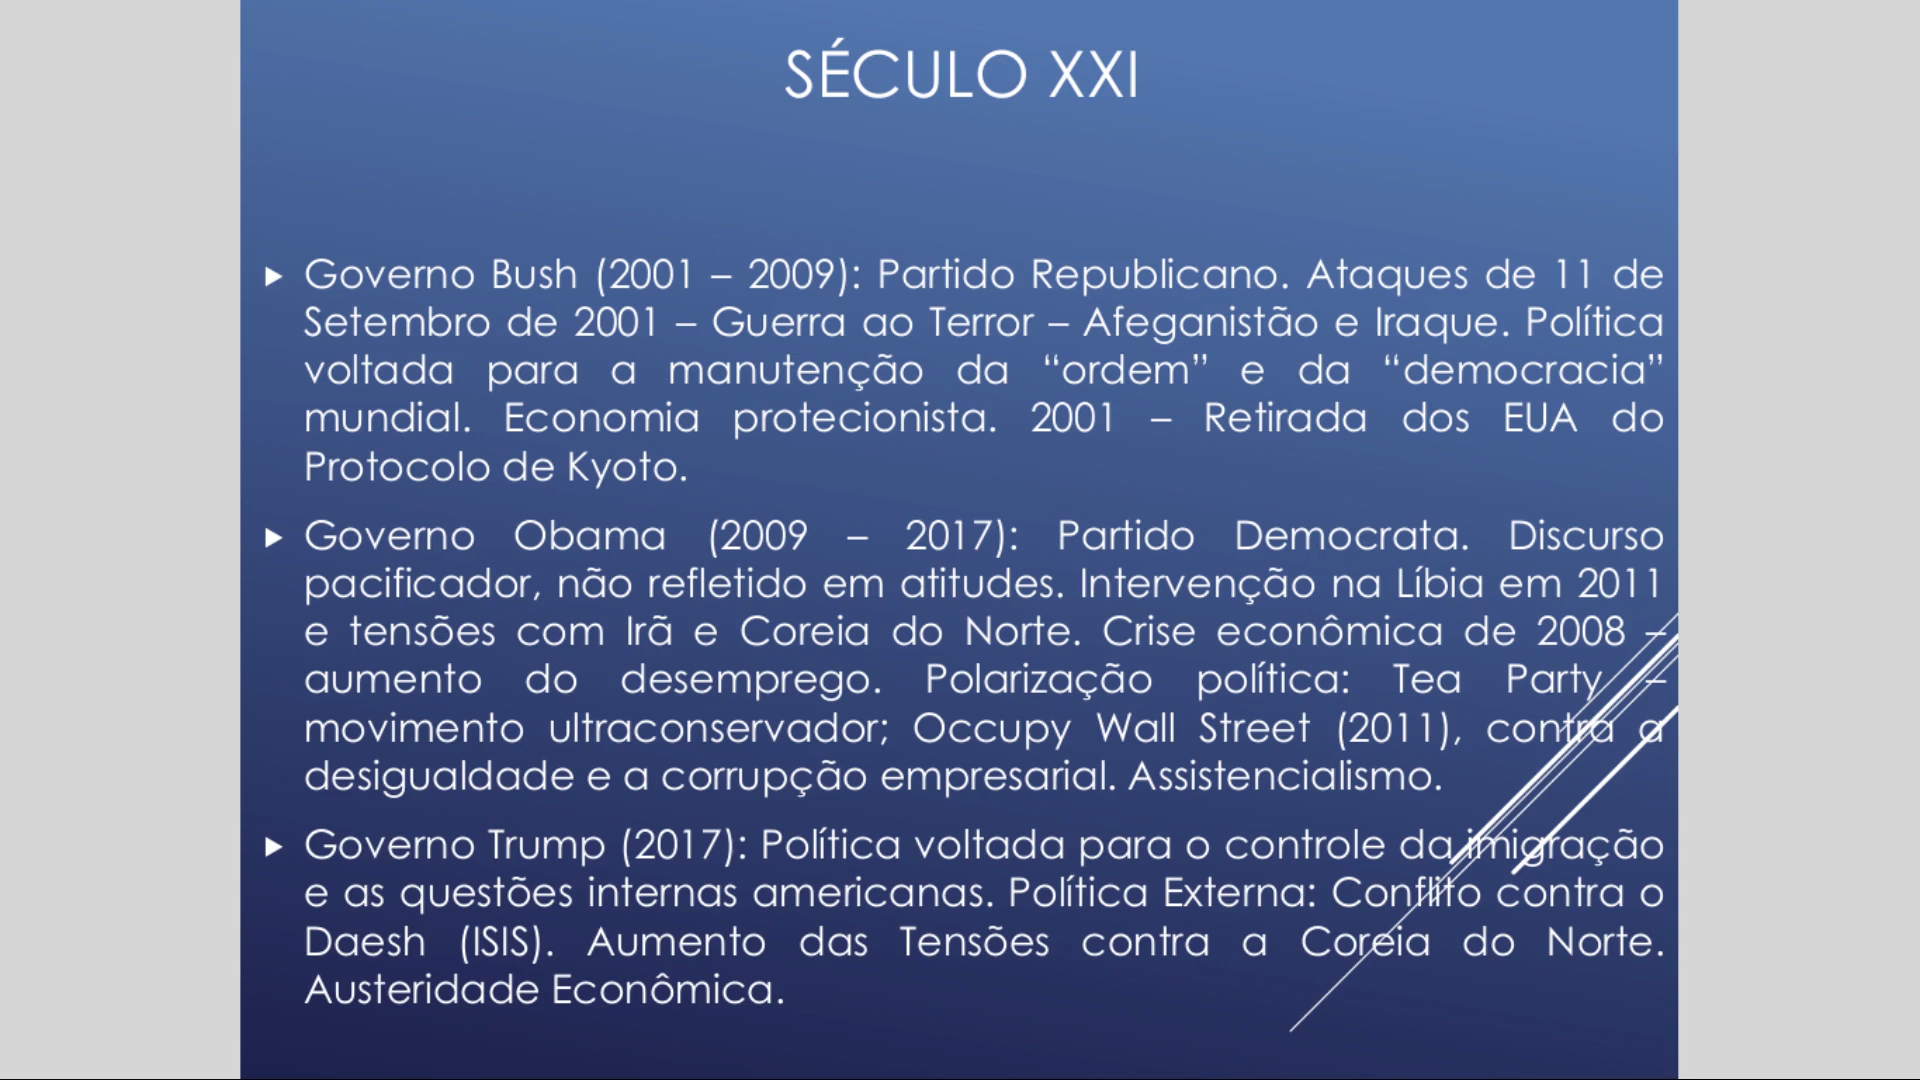 SÉCULO XXI
Governo Bush (2001 – 2009): Partido Republicano. Ataques de 11 de
Setembro de 2001 – Guerra ao Terror – Afeganistão e Iraque. Política
voltada para a manutenção da “ordem” e da “democracia”
mundial. Economia protecionista. 2001 – Retirada dos EUA do
Protocolo de Kyoto.
Governo Obama (2009 – 2017): Partido Democrata. Discurso
pacificador, não refletido em atitudes. Intervenção na Líbia em 2011
e tensões com Irã e Coreia do Norte. Crise econômica de 2008 –
aumento do desemprego. Polarização política: Tea Party –
movimento ultraconservador; Occupy Wall Street (2011), contra a
desigualdade e a corrupção empresarial. Assistencialismo.
Governo Trump (2017): Política voltada para o controle da imigração
e as questões internas americanas. Política Externa: Conflito contra o
Daesh (ISIS). Aumento das Tensões contra a Coreia do Norte.
Austeridade Econômica.